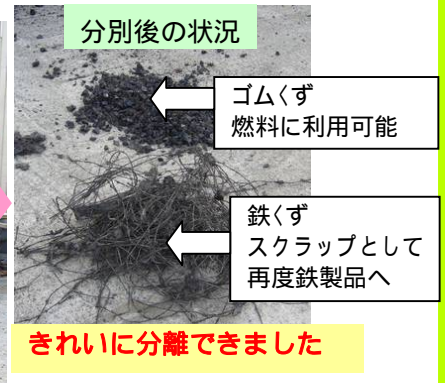 分別後の状況
ゴムくず
燃料に利用可能
鉄くず
スクラップとして
再度鉄製品へ
きれいに分離できました